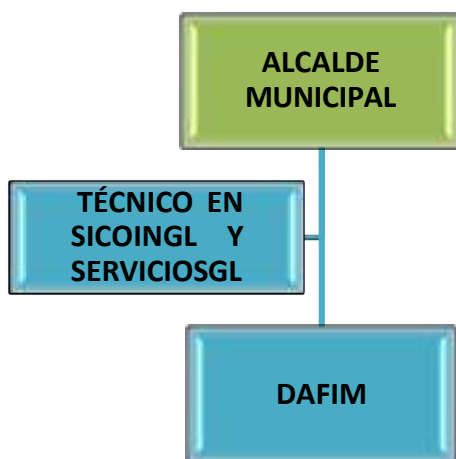 ALCALDE
MUNICIPAL
TÉCNICO EN
SICOINGL Y
SERVICIOSGL
DAFIM